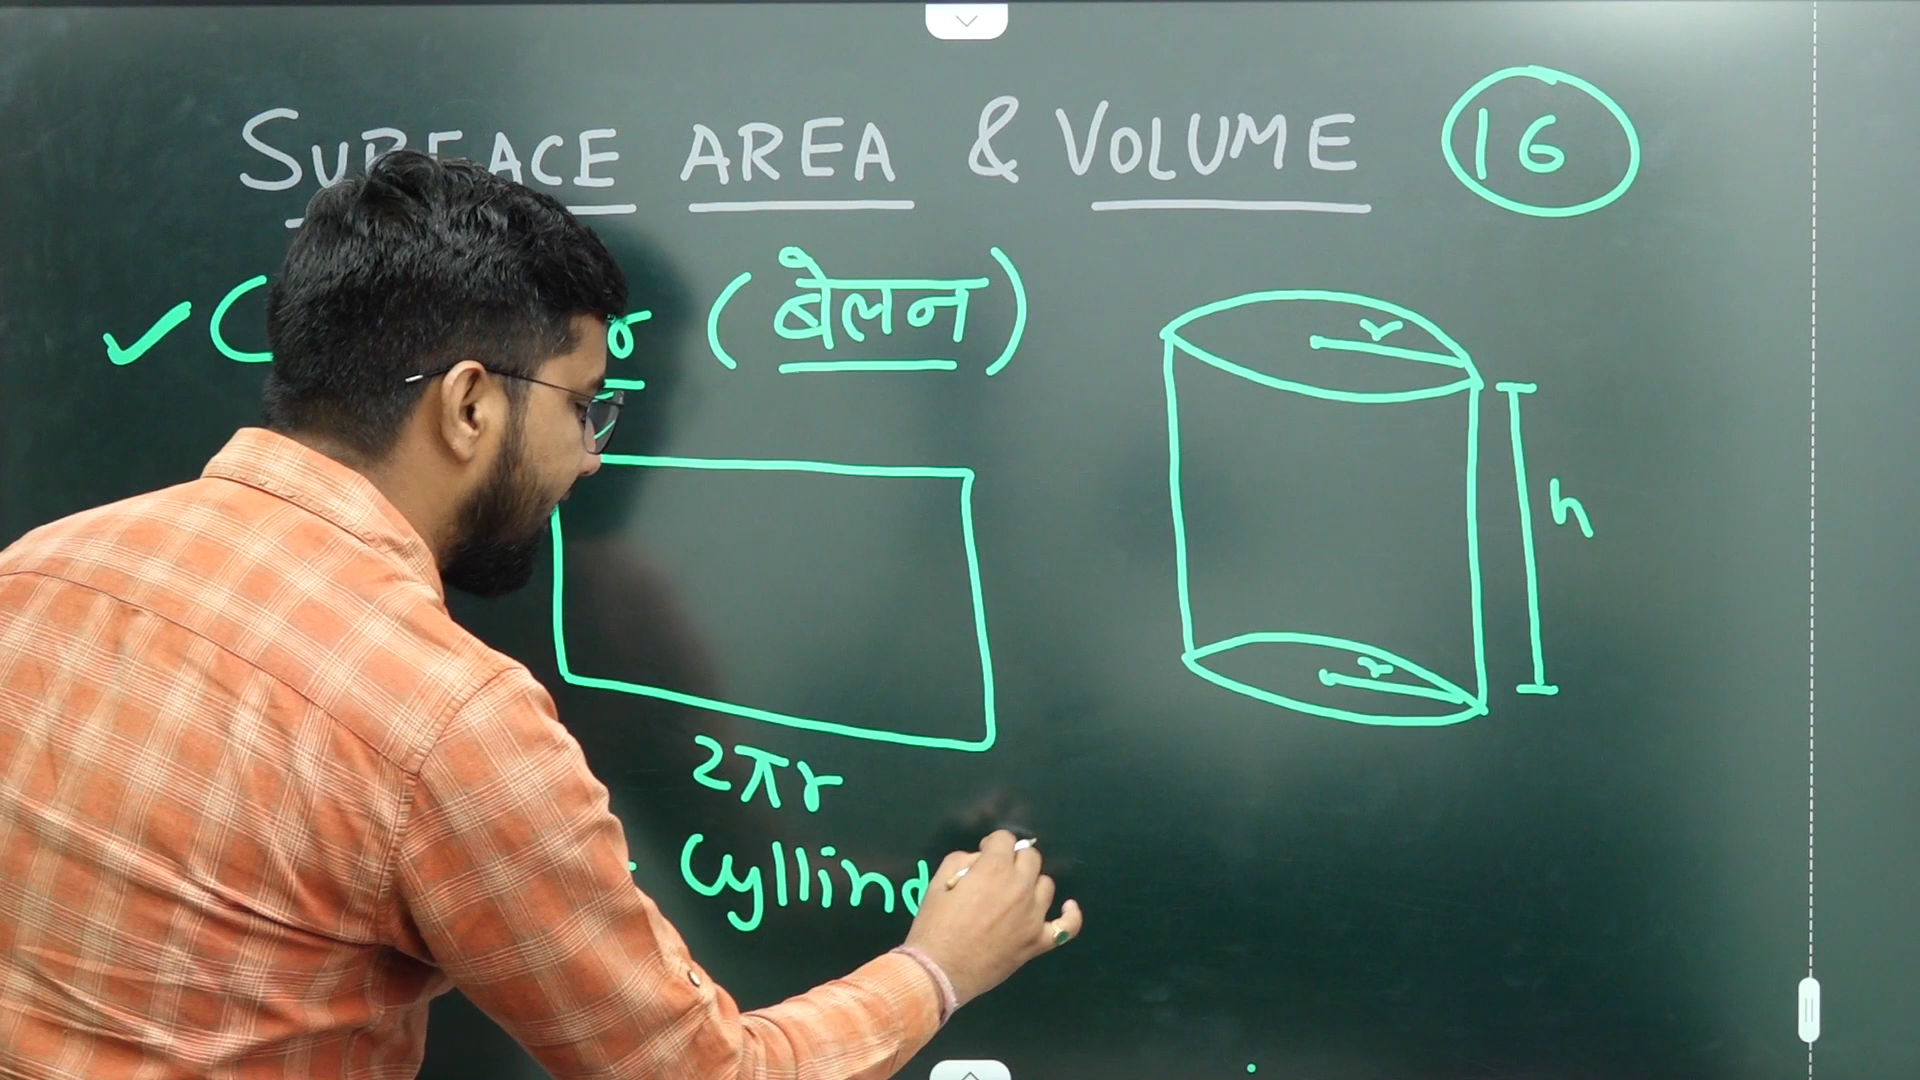 SURFACE AREA & VOLUME 16
(बेलन)
r
h
r
2πr
Cyllind